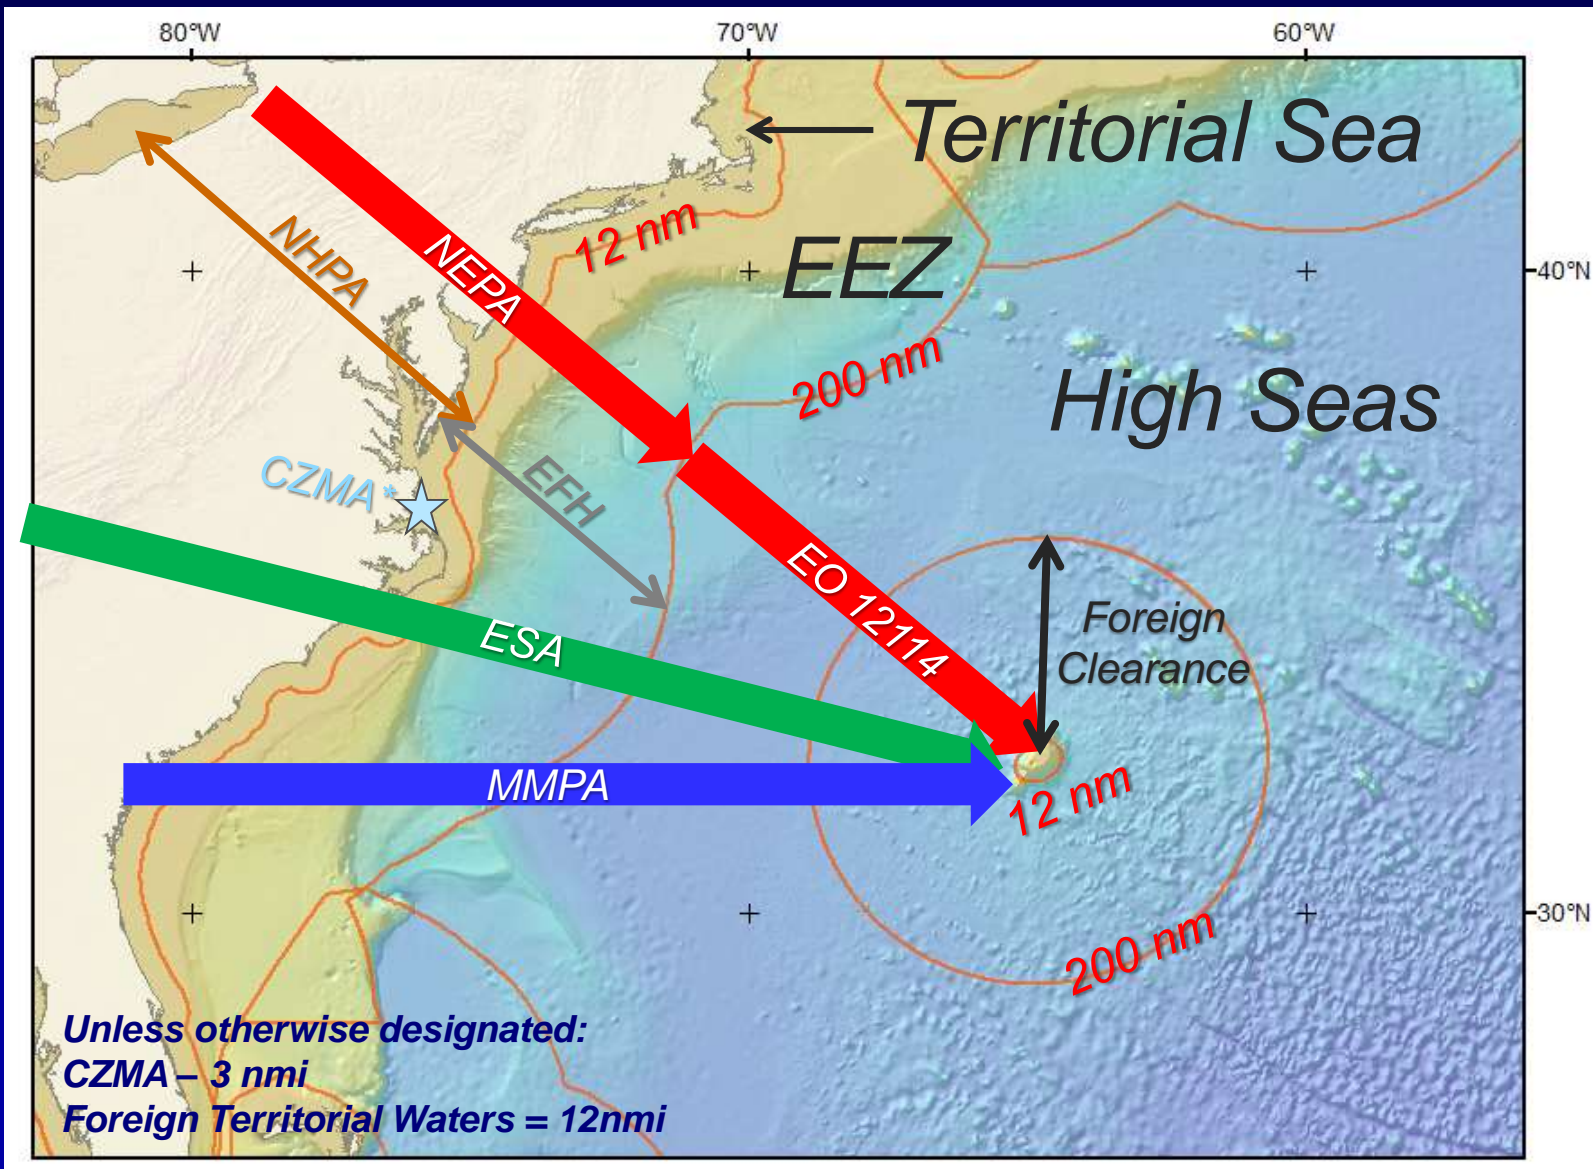 80°W
70°W
60°W
Territorial Sea
NHPA
NEPA
12 nm
EEZ
40°N
200 nm
High Seas
CZMA*
EFH
EO 12114
Foreign
Clearance
ESA
MMPA
12 nm
30°N
200 nm
Unless otherwise designated:
CZMA – 3 nmi
Foreign Territorial Waters = 12nmi